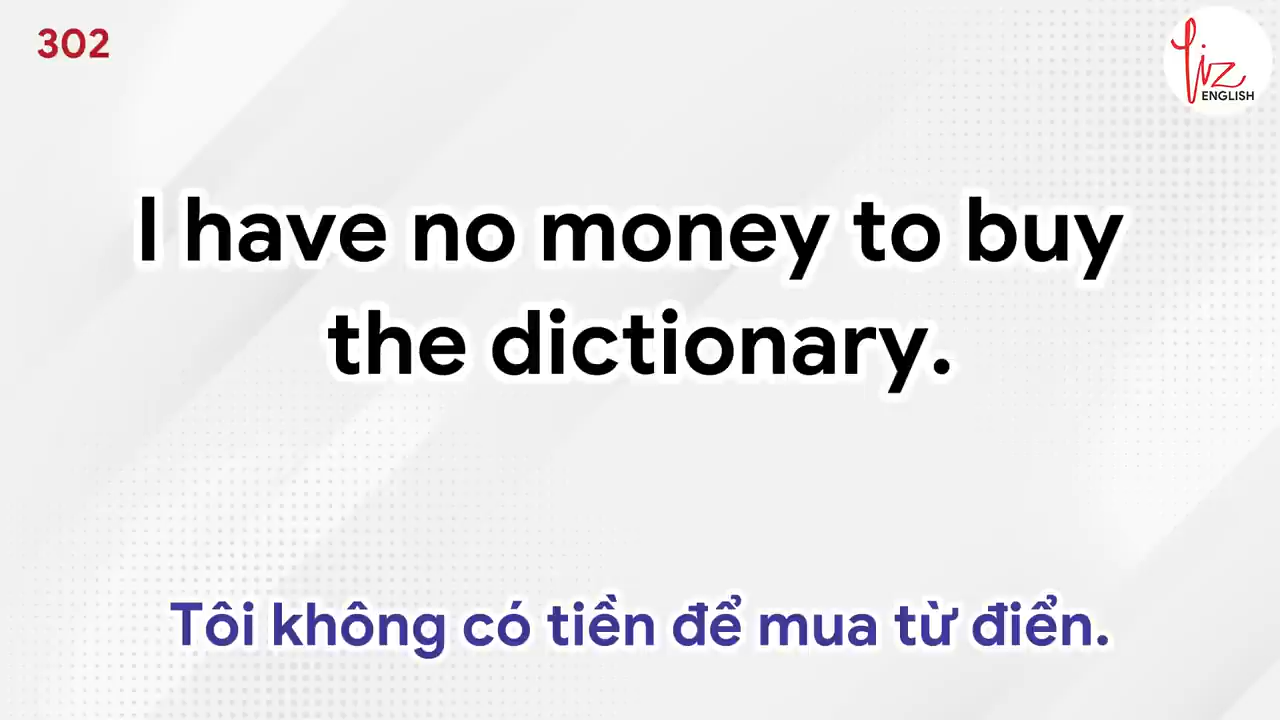 302
Liz
ENGLISH
I have no money to buy
the dictionary.
Tôi không có tiền để mua từ điển.